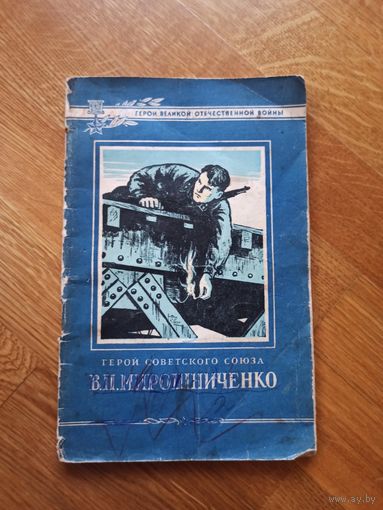 ГЕРОИ ВЕЛИКОЙ ОТЕЧЕСТВЕННОЙ ВОЙНЫ
ГЕРОЙ СОВЕТСКОГО СОЮЗА
В.П. МИРОШНИЧЕНКО
www.ay.by